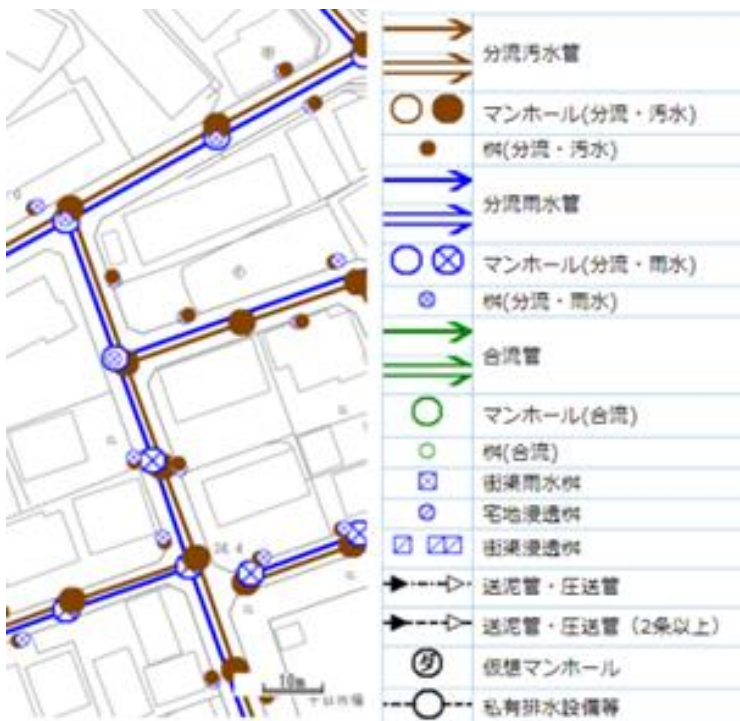 分流汚水管
マンホール(分流・汚水)
桝(分流・汚水)
分流雨水管
マンホール(分流・雨水)
桝(分流・雨水)
合流管
マンホール(合流)
桝(合流)
街渠雨水桝
宅地浸透桝
街渠浸透桝
送泥管・圧送管
送泥管・圧送管(2条以上)
ダ
仮想マンホール
私有排水設備等
10m